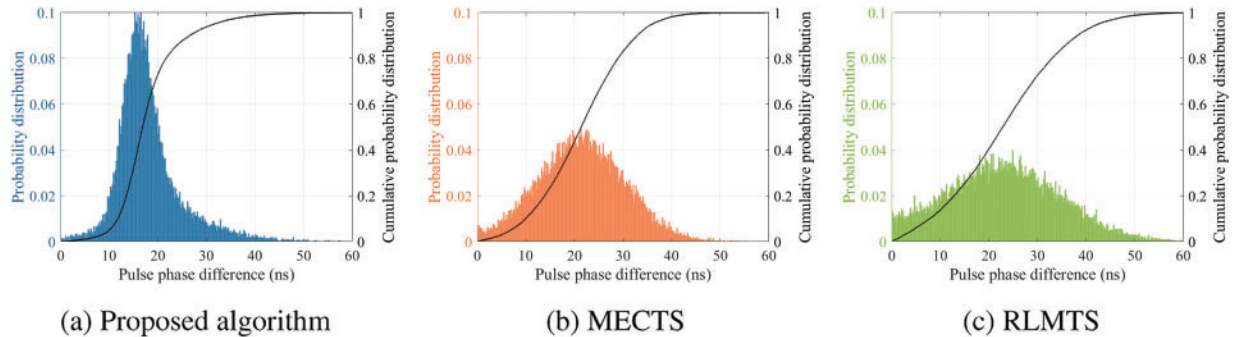 0.1
0.08
0.06
0.04
0.02
0
Probability distribution
0 10 20 30 40 50 60
Pulse phase difference (ns)
1
0.8
0.6
0.4
0.2
0
Cumulative probability distribution
(a) Proposed algorithm
0.1
0.08
0.06
0.04
0.02
0
Probability distribution
0 10 20 30 40 50 60
Pulse phase difference (ns)
1
0.8
0.6
0.4
0.2
0
Cumulative probability distribution
(b) MECTS
0.1
0.08
0.06
0.04
0.02
0
Probability distribution
0 10 20 30 40 50 60
Pulse phase difference (ns)
1
0.8
0.6
0.4
0.2
0
Cumulative probability distribution
(c) RLMTS